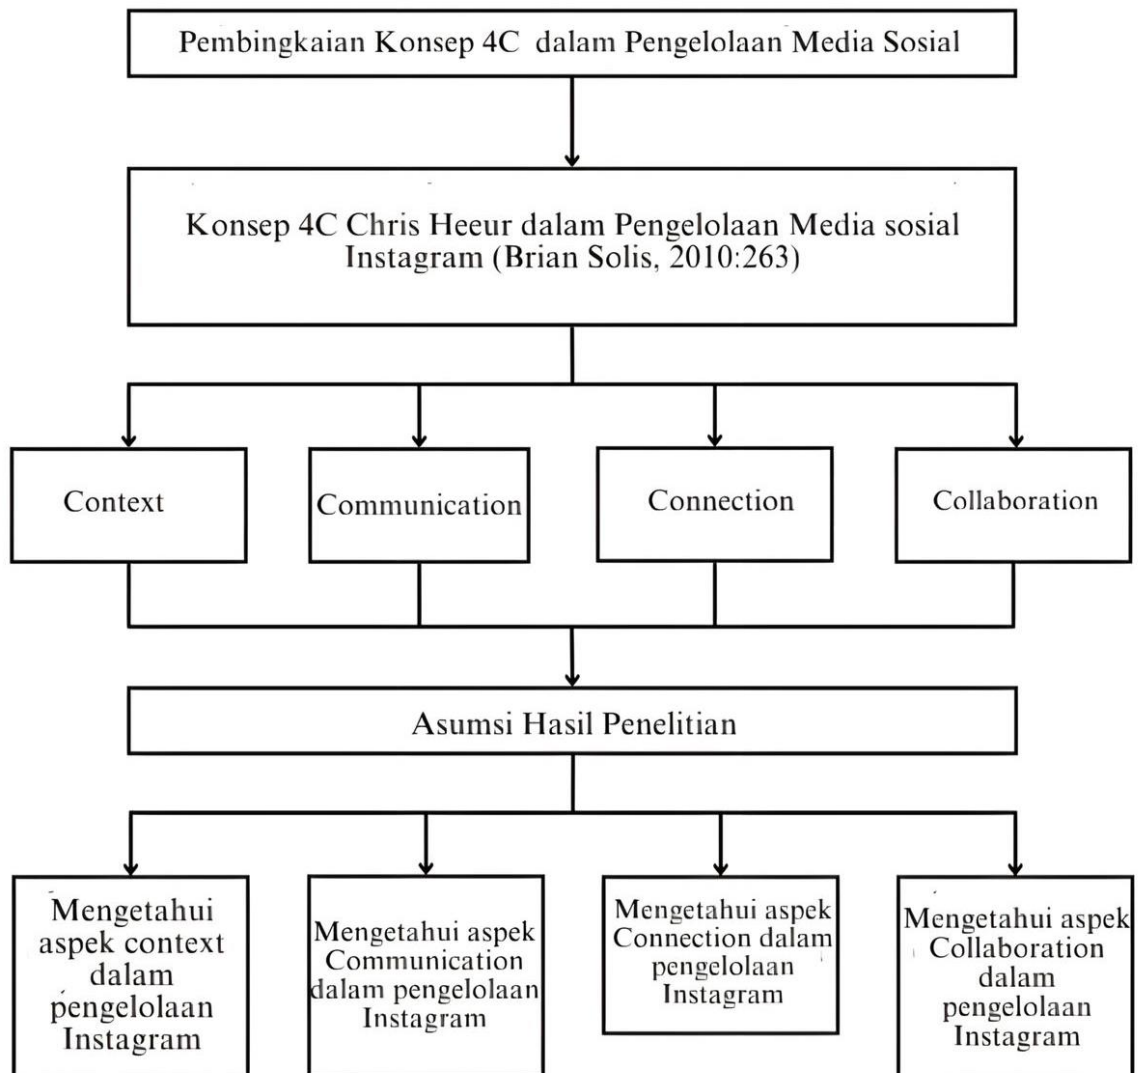 Pembingkaian Konsep 4C dalam Pengelolaan Media Sosial
Konsep 4C Chris Heeur dalam Pengelolaan Media sosial
Instagram (Brian Solis, 2010:263)
Context
Communication
Connection
Collaboration
Asumsi Hasil Penelitian
Mengetahui
aspek context
dalam
pengelolaan
Instagram
Mengetahui aspek
Communication
dalam pengelolaan
Instagram
Mengetahui aspek
Connection dalam
pengelolaan
Instagram
Mengetahui aspek
Collaboration
dalam
pengelolaan
Instagram